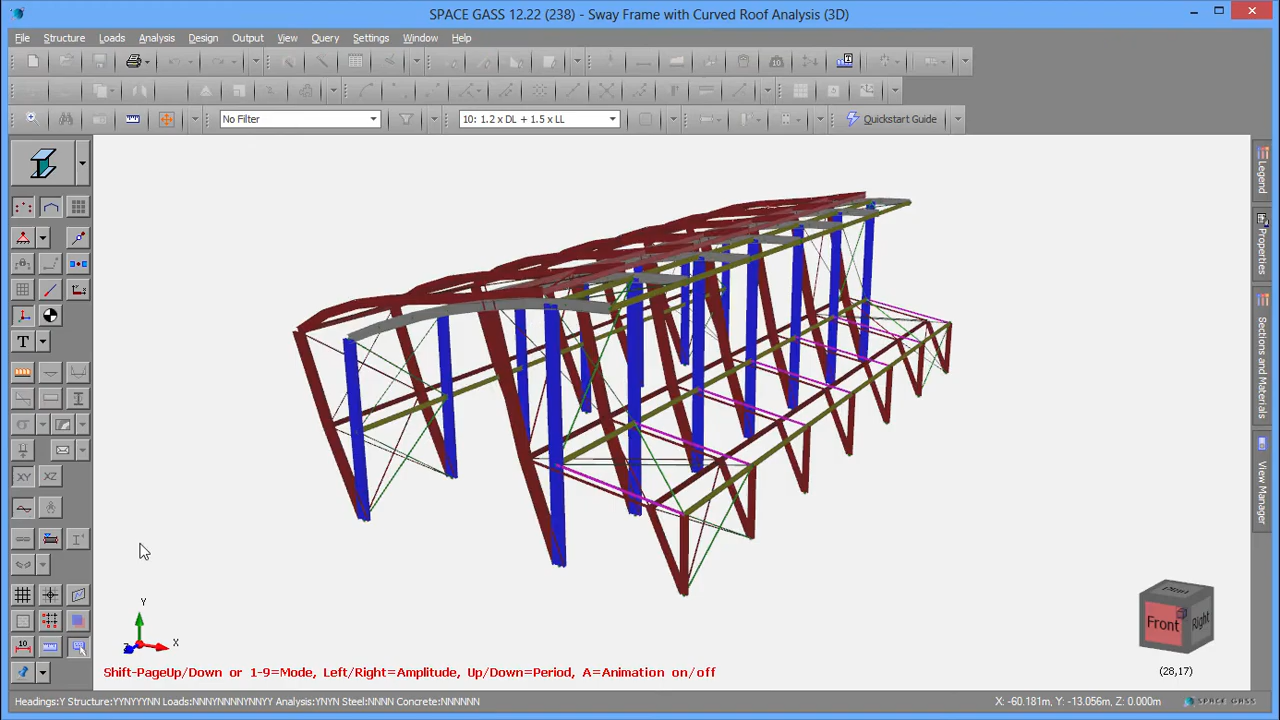 SPACE GASS 12.22 (238) - Sway Frame with Curved Roof Analysis (3D)
File Structure Loads Analysis Design Output View Query Settings Window Help
No Filter 10: 1.2 x DL + 1.5 x LL Quickstart Guide
Legend
Properties
Sections and Materials
View Manager
Y
X
Z
Front
Right
Shift-PageUp/Down or 1-9=Mode, Left/Right=Amplitude, Up/Down=Period, A=Animation on/off
(28,17)
Headings:Y Structure:YYNYYYNN Loads:NNNYNNNNYNNYY Analysis:YNYN Steel:NNNN Concrete:NNNNNN
X: -60.181m, Y: -13.056m, Z: 0.000m
SPACE GASS